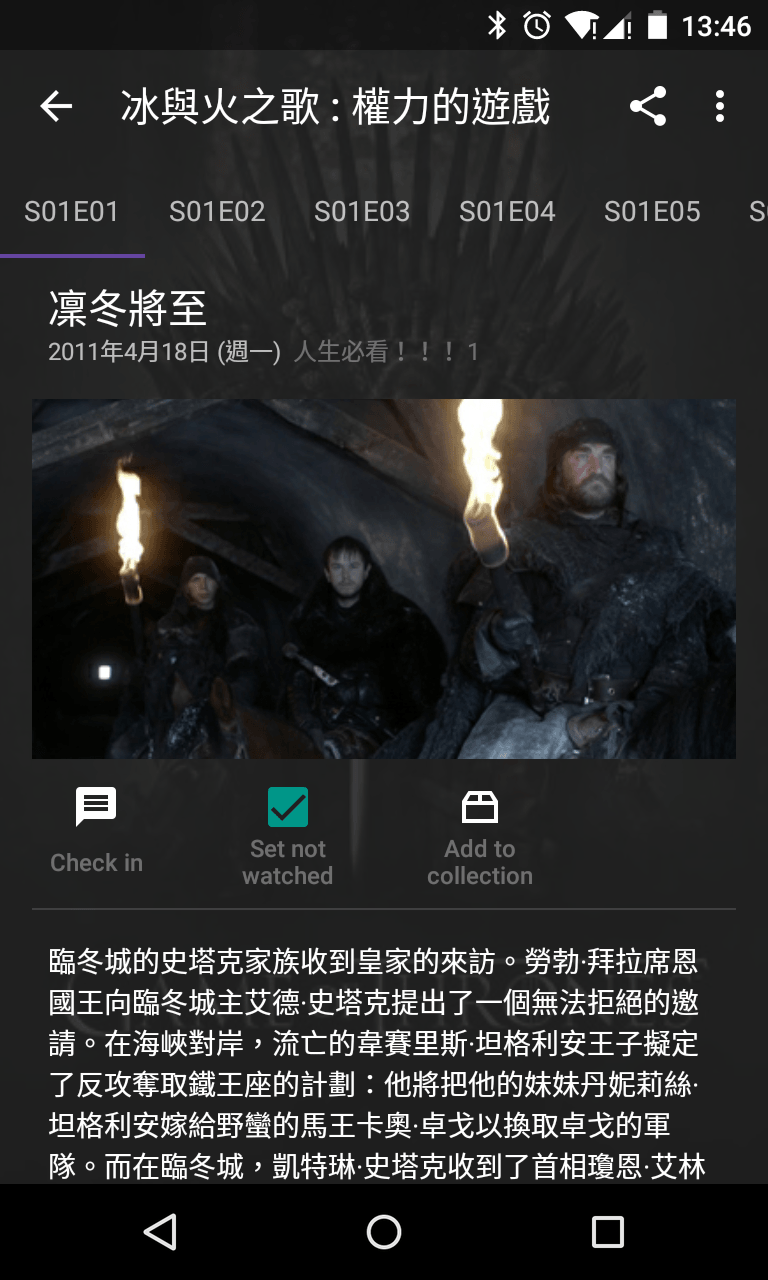 13:46
冰與火之歌 : 權力的遊戲
S01E01 S01E02 S01E03 S01E04 S01E05
凜冬將至
2011年4月18日 (週一) 人生必看！！！ 1
Check in
Set not
watched
Add to
collection
臨冬城的史塔克家族收到皇家的來訪。勞勃·拜拉席恩
國王向臨冬城主艾德·史塔克提出了一個無法拒絕的邀
請。在海峽對岸，流亡的韋賽里斯·坦格利安王子擬定
了反攻奪取鐵王座的計劃：他將把他的妹妹丹妮莉絲·
坦格利安嫁給野蠻的馬王卡奧·卓戈以換取卓戈的軍
隊。而在臨冬城，凱特琳·史塔克收到了首相瓊恩·艾林